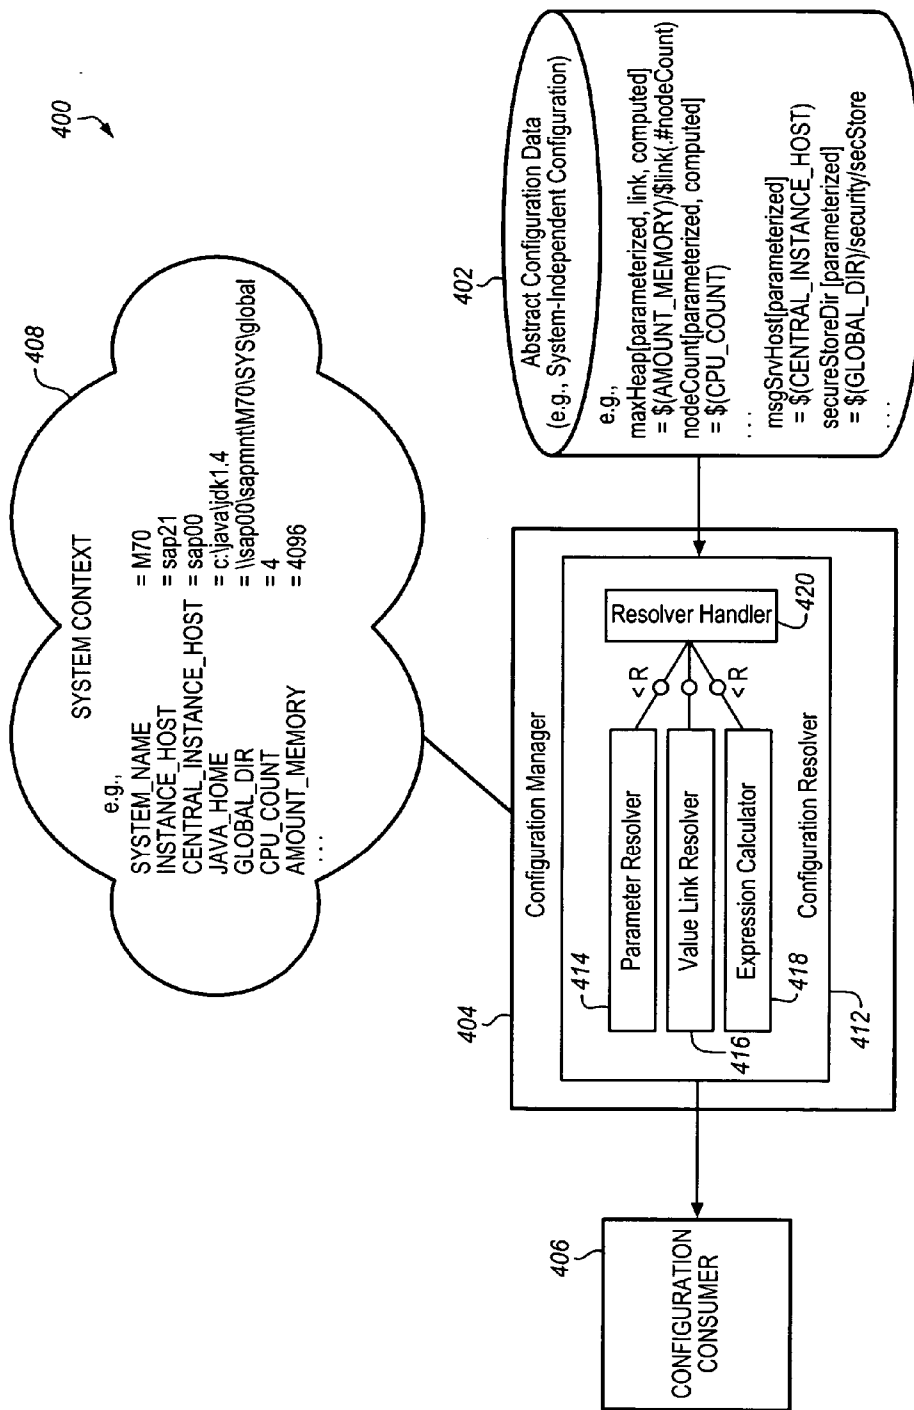 400
408
SYSTEM CONTEXT
e.g.,
SYSTEM_NAME = M70
INSTANCE_HOST = sap21
CENTRAL_INSTANCE_HOST = sap00
JAVA_HOME = c:\java\jdk1.4
GLOBAL_DIR = \\sap00\sapmnt\M70\SYS\global
CPU_COUNT = 4
AMOUNT_MEMORY = 4096
. . .
402
Abstract Configuration Data
(e.g., System-Independent Configuration)
e.g.,
maxHeap[parameterized, link, computed]
= $(AMOUNT_MEMORY)/$link(.#nodeCount)
nodeCount[parameterized, computed]
= $(CPU_COUNT)
. . .
msgSrvHost[parameterized]
= $(CENTRAL_INSTANCE_HOST)
secureStoreDir [parameterized]
= $(GLOBAL_DIR)/security/secStore
. . .
404
Configuration Manager
414
Parameter Resolver
Value Link Resolver
416
Expression Calculator
418
< R
< R
Resolver Handler
420
Configuration Resolver
412
406
CONFIGURATION
CONSUMER